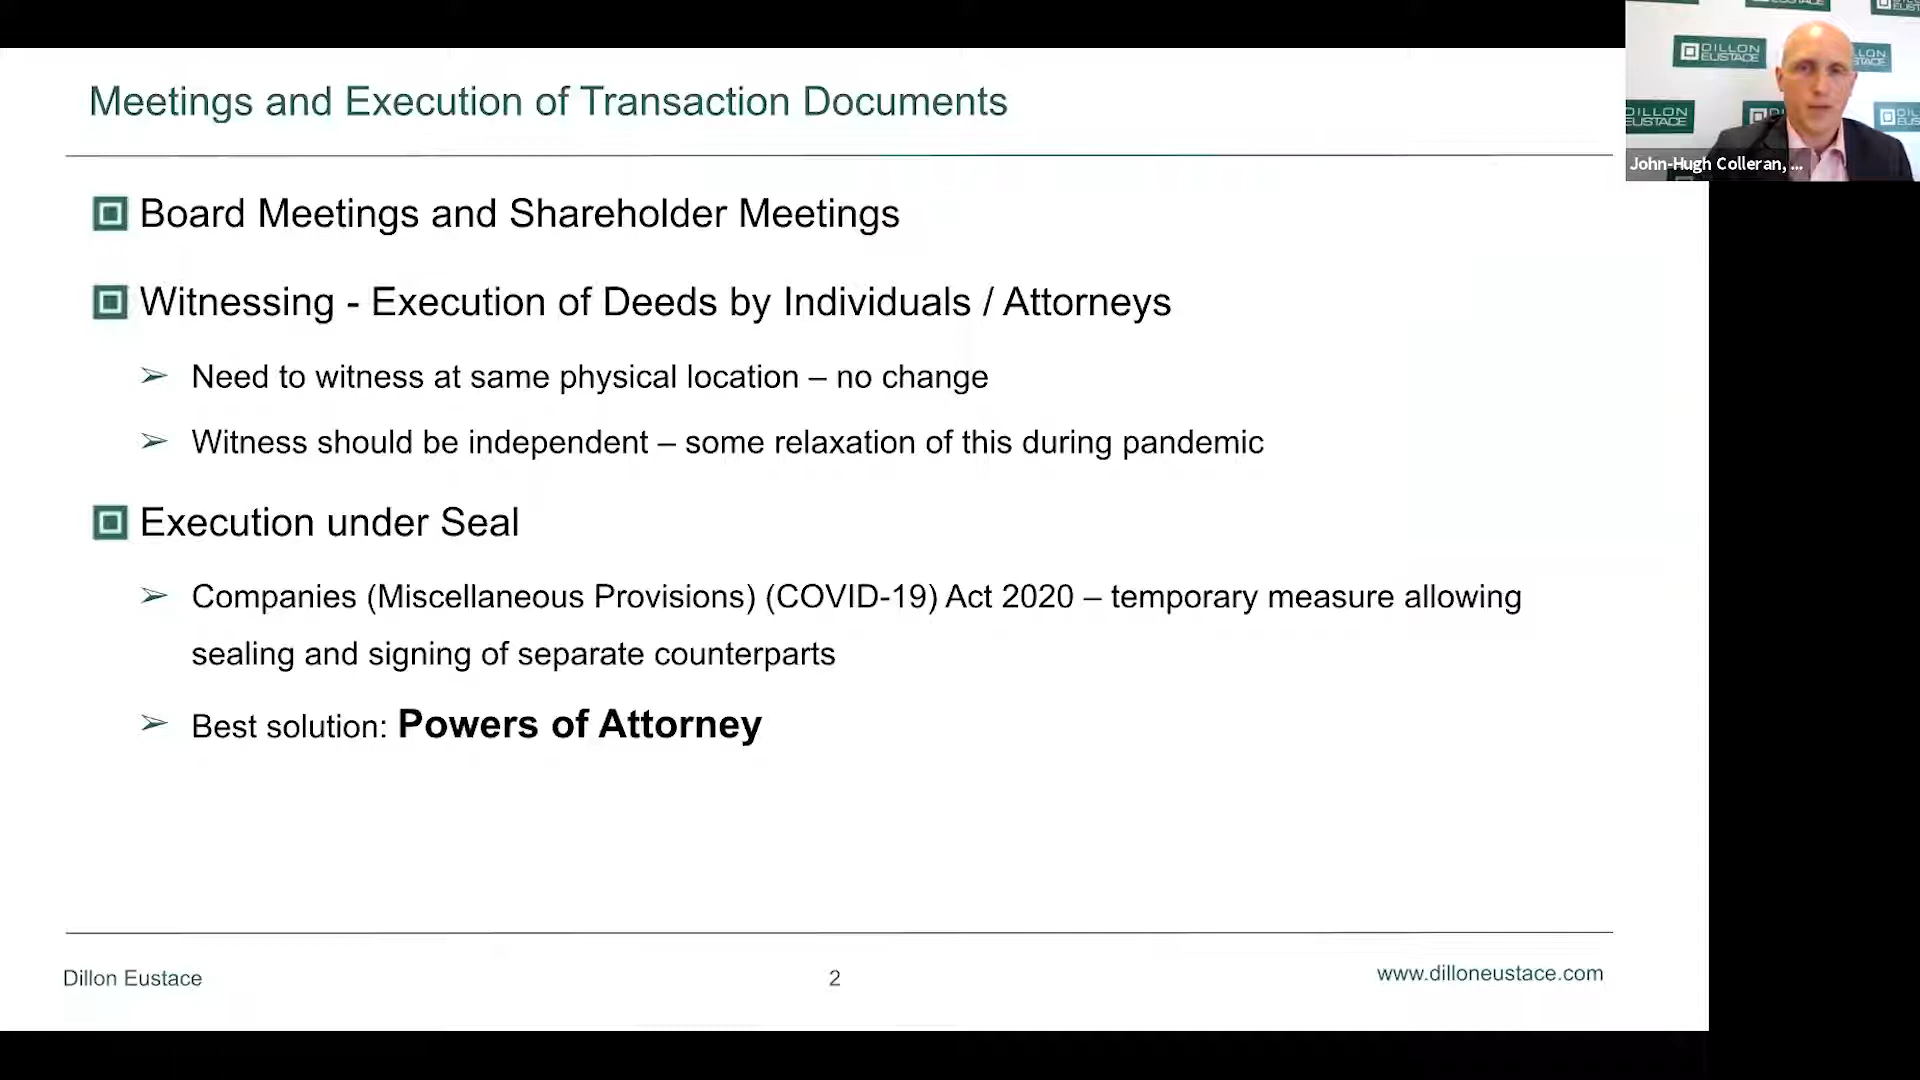 Meetings and Execution of Transaction Documents
Board Meetings and Shareholder Meetings
Witnessing - Execution of Deeds by Individuals / Attorneys
Need to witness at same physical location – no change
Witness should be independent – some relaxation of this during pandemic
Execution under Seal
Companies (Miscellaneous Provisions) (COVID-19) Act 2020 – temporary measure allowing
sealing and signing of separate counterparts
Best solution: Powers of Attorney
Dillon Eustace
2
www.dilloneustace.com
DILLON
EUSTACE
DILLON
EUSTACE
John-Hugh Colleran, ...